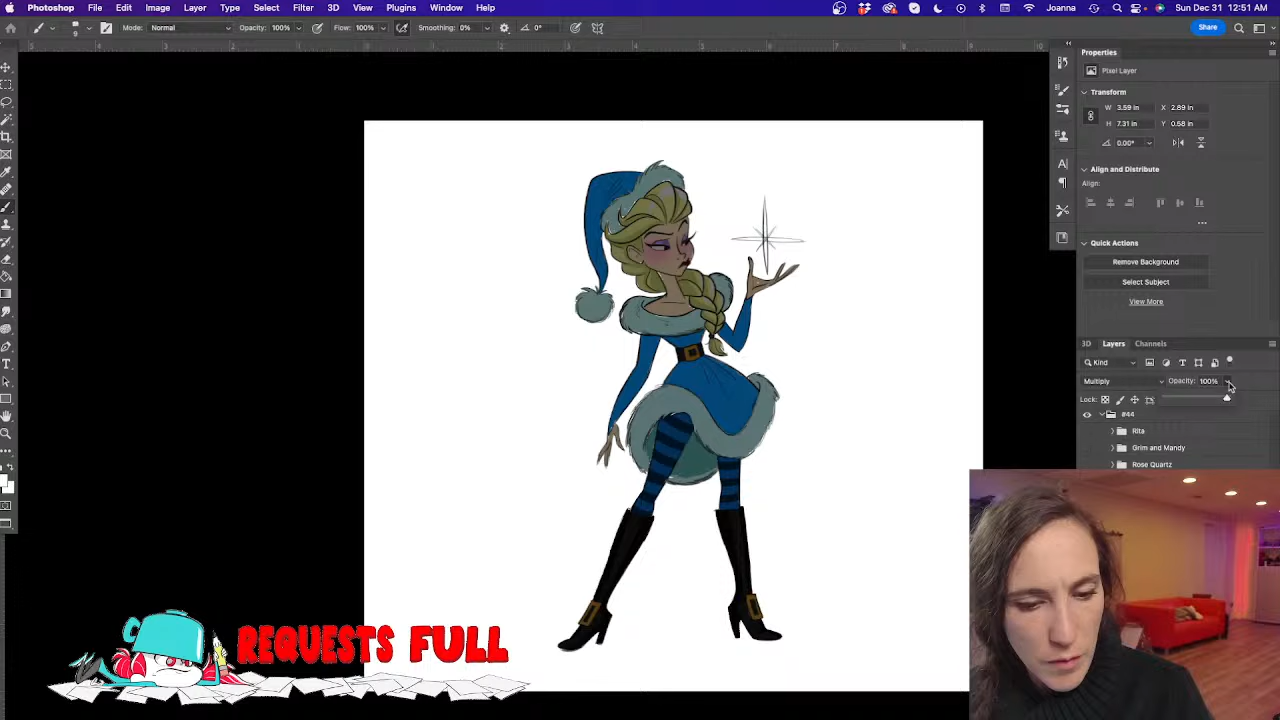 Photoshop File Edit Image Layer Type Select Filter 3D View Plugins Window Help Joanna Sun Dec 31 12:51 AM
9 Mode: Normal Opacity: 100% Flow: 100% Smoothing: 0% 0° Share
Properties
Pixel Layer
Transform
W 3.59 in X 2.89 in
H 7.31 in Y 0.58 in
0.00°
Align and Distribute
Align:
Quick Actions
Remove Background
Select Subject
View More
3D Layers Channels
Kind
Multiply Opacity: 100%
Lock:
#44
Rita
Grim and Mandy
Rose Quartz
REQUESTS FULL